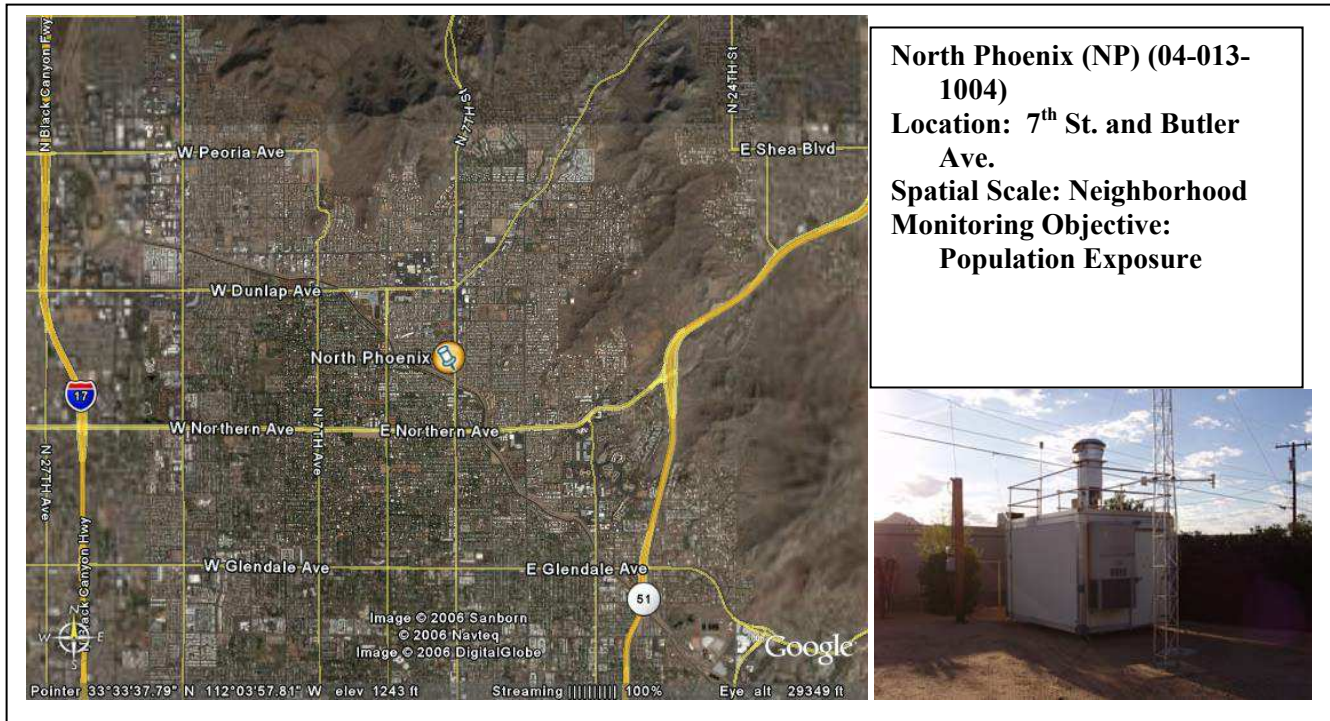 N Black Canyon Fwy
N 7TH St
N 24TH St
W Peoria Ave
E Shea Blvd
W Dunlap Ave
North Phoenix
17
W Northern Ave
E Northern Ave
N 7TH Ave
N 27TH Ave
N Black Canyon Hwy
W Glendale Ave
E Glendale Ave
51
N
W
E
S
Image © 2006 Sanborn
© 2006 Navteq
Image © 2006 DigitalGlobe
© 2006 Google
Pointer 33°33'37.79" N 112°03'57.81" W elev 1243 ft
Streaming |||||||||| 100%
Eye alt 29349 ft
North Phoenix (NP) (04-013-
1004)
Location: 7th St. and Butler
Ave.
Spatial Scale: Neighborhood
Monitoring Objective:
Population Exposure